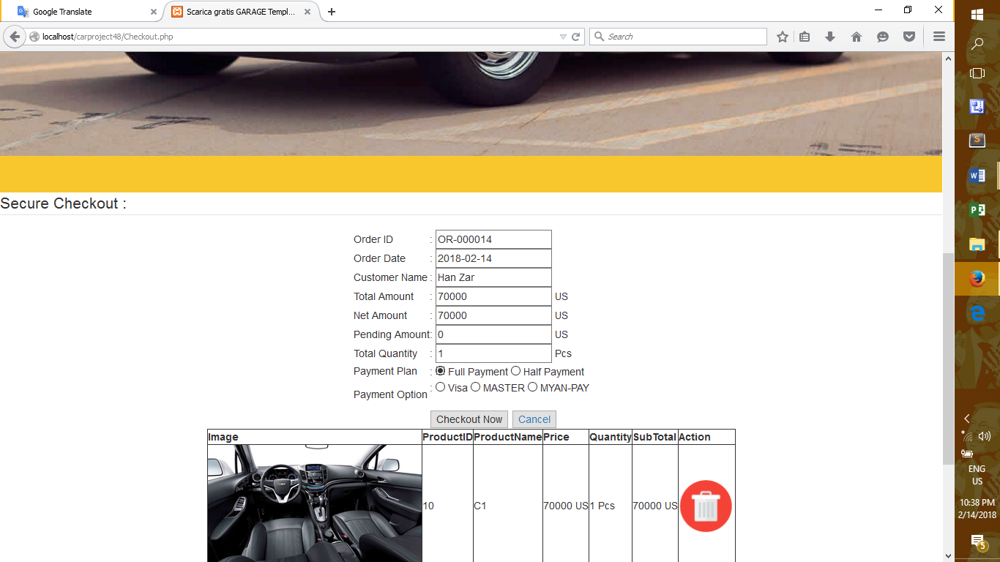 Google Translate
Scarica gratis GARAGE Templ...
localhost/carproject48/Checkout.php
Search
Secure Checkout :
Order ID : OR-000014
Order Date : 2018-02-14
Customer Name : Han Zar
Total Amount : 70000 US
Net Amount : 70000 US
Pending Amount: 0 US
Total Quantity : 1 Pcs
Payment Plan : Full Payment Half Payment
Payment Option : Visa MASTER MYAN-PAY
Checkout Now Cancel
Image ProductID ProductName Price Quantity SubTotal Action
10 C1 70000 US 1 Pcs 70000 US
ENG
US
10:38 PM
2/14/2018
5